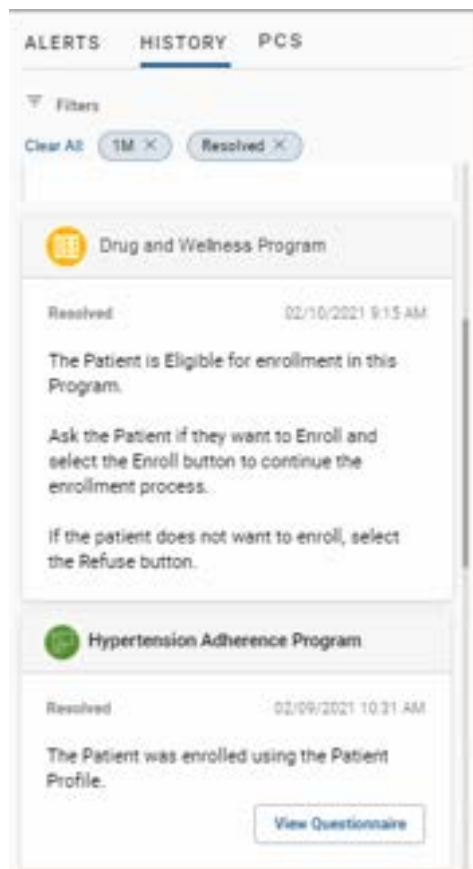 ALERTS HISTORY PCS
Filters
Clear All 1M × Resolved ×
Drug and Wellness Program
Resolved 02/10/2021 9:15 AM
The Patient is Eligible for enrollment in this
Program.
Ask the Patient if they want to Enroll and
select the Enroll button to continue the
enrollment process.
If the patient does not want to enroll, select
the Refuse button.
Hypertension Adherence Program
Resolved 02/09/2021 10:31 AM
The Patient was enrolled using the Patient
Profile.
View Questionnaire